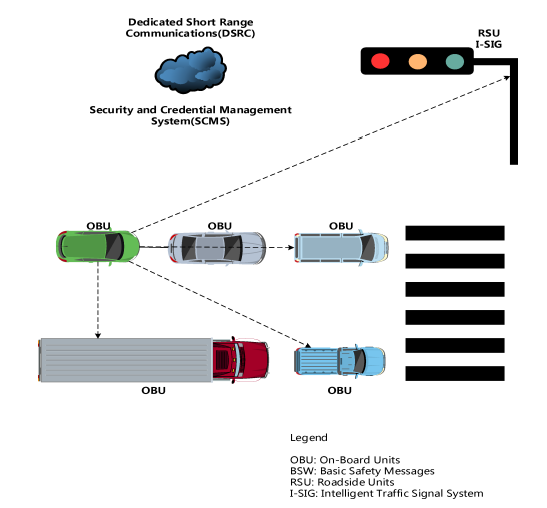 Dedicated Short Range
Communications(DSRC)
RSU
I-SIG
Security and Credential Management
System(SCMS)
OBU
OBU
OBU
OBU
OBU
Legend
OBU: On-Board Units
BSW: Basic Safety Messages
RSU: Roadside Units
I-SIG: Intelligent Traffic Signal System